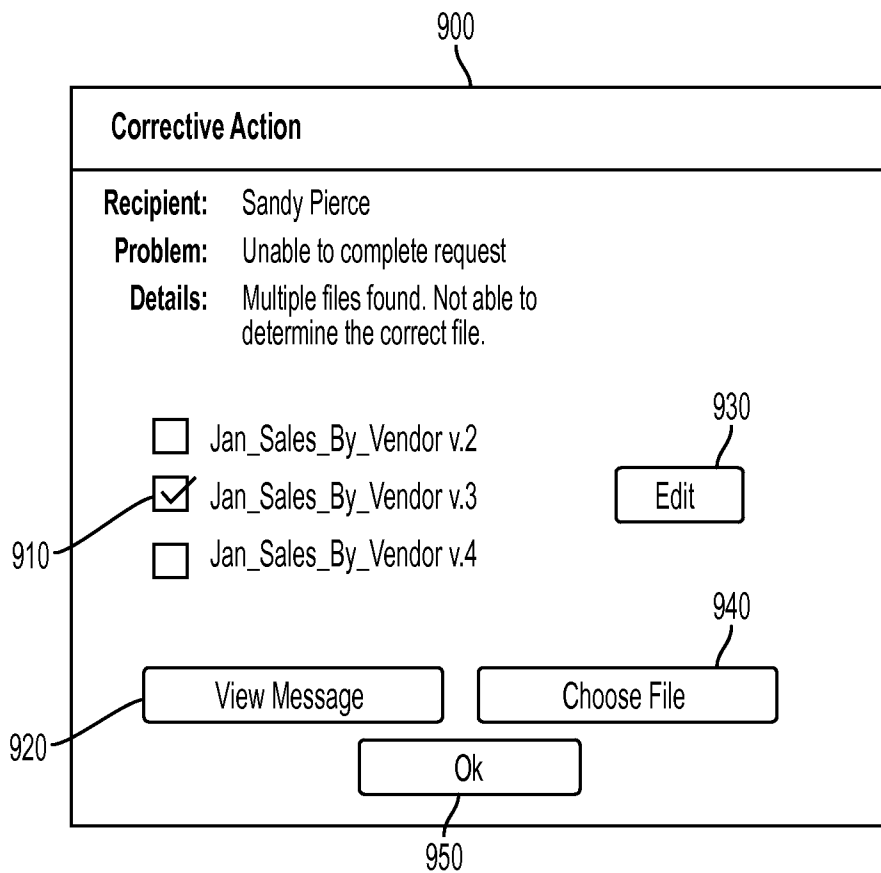 900
Corrective Action
Recipient: Sandy Pierce
Problem: Unable to complete request
Details: Multiple files found. Not able to
determine the correct file.
930
Jan_Sales_By_Vendor v.2
Jan_Sales_By_Vendor v.3
Edit
910
Jan_Sales_By_Vendor v.4
940
View Message
Choose File
920
Ok
950